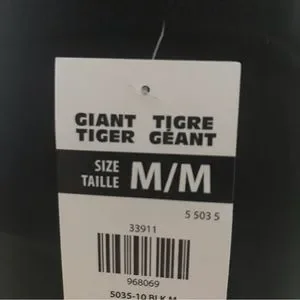 GIANT TIGRE
TIGER GÉANT
SIZE
TAILLE M/M
5 503 5
33911
968069
5035-10 BLK M